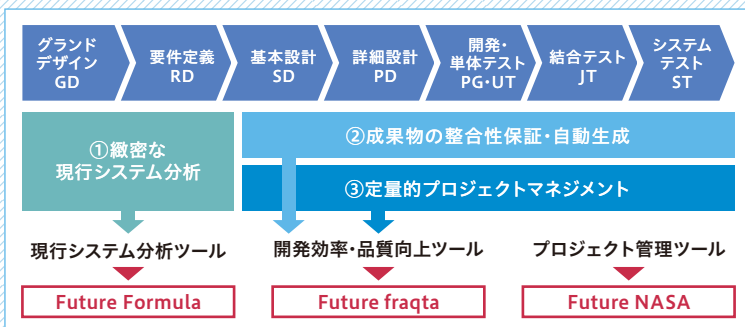 グランド
デザイン
GD
要件定義
RD
基本設計
SD
詳細設計
PD
開発・
単体テスト
PG・UT
結合テスト
JT
システム
テスト
ST
①緻密な
現行システム分析
②成果物の整合性保証・自動生成
③定量的プロジェクトマネジメント
現行システム分析ツール
開発効率・品質向上ツール
プロジェクト管理ツール
Future Formula
Future fraqta
Future NASA